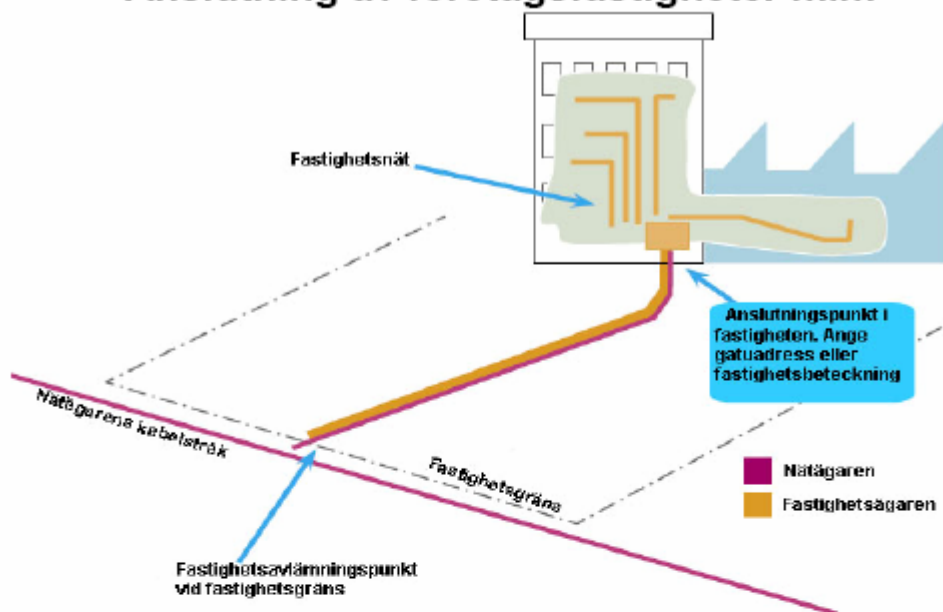 Fastighetsnät
Anslutningspunkt i
fastigheten. Ange
gatuadress eller
fastighetsbeteckning
Nätägarens kabelstråk
Fastighetsgräns
Nätägaren
Fastighetsägaren
Fastighetsavlämningspunkt
vid fastighetsgräns